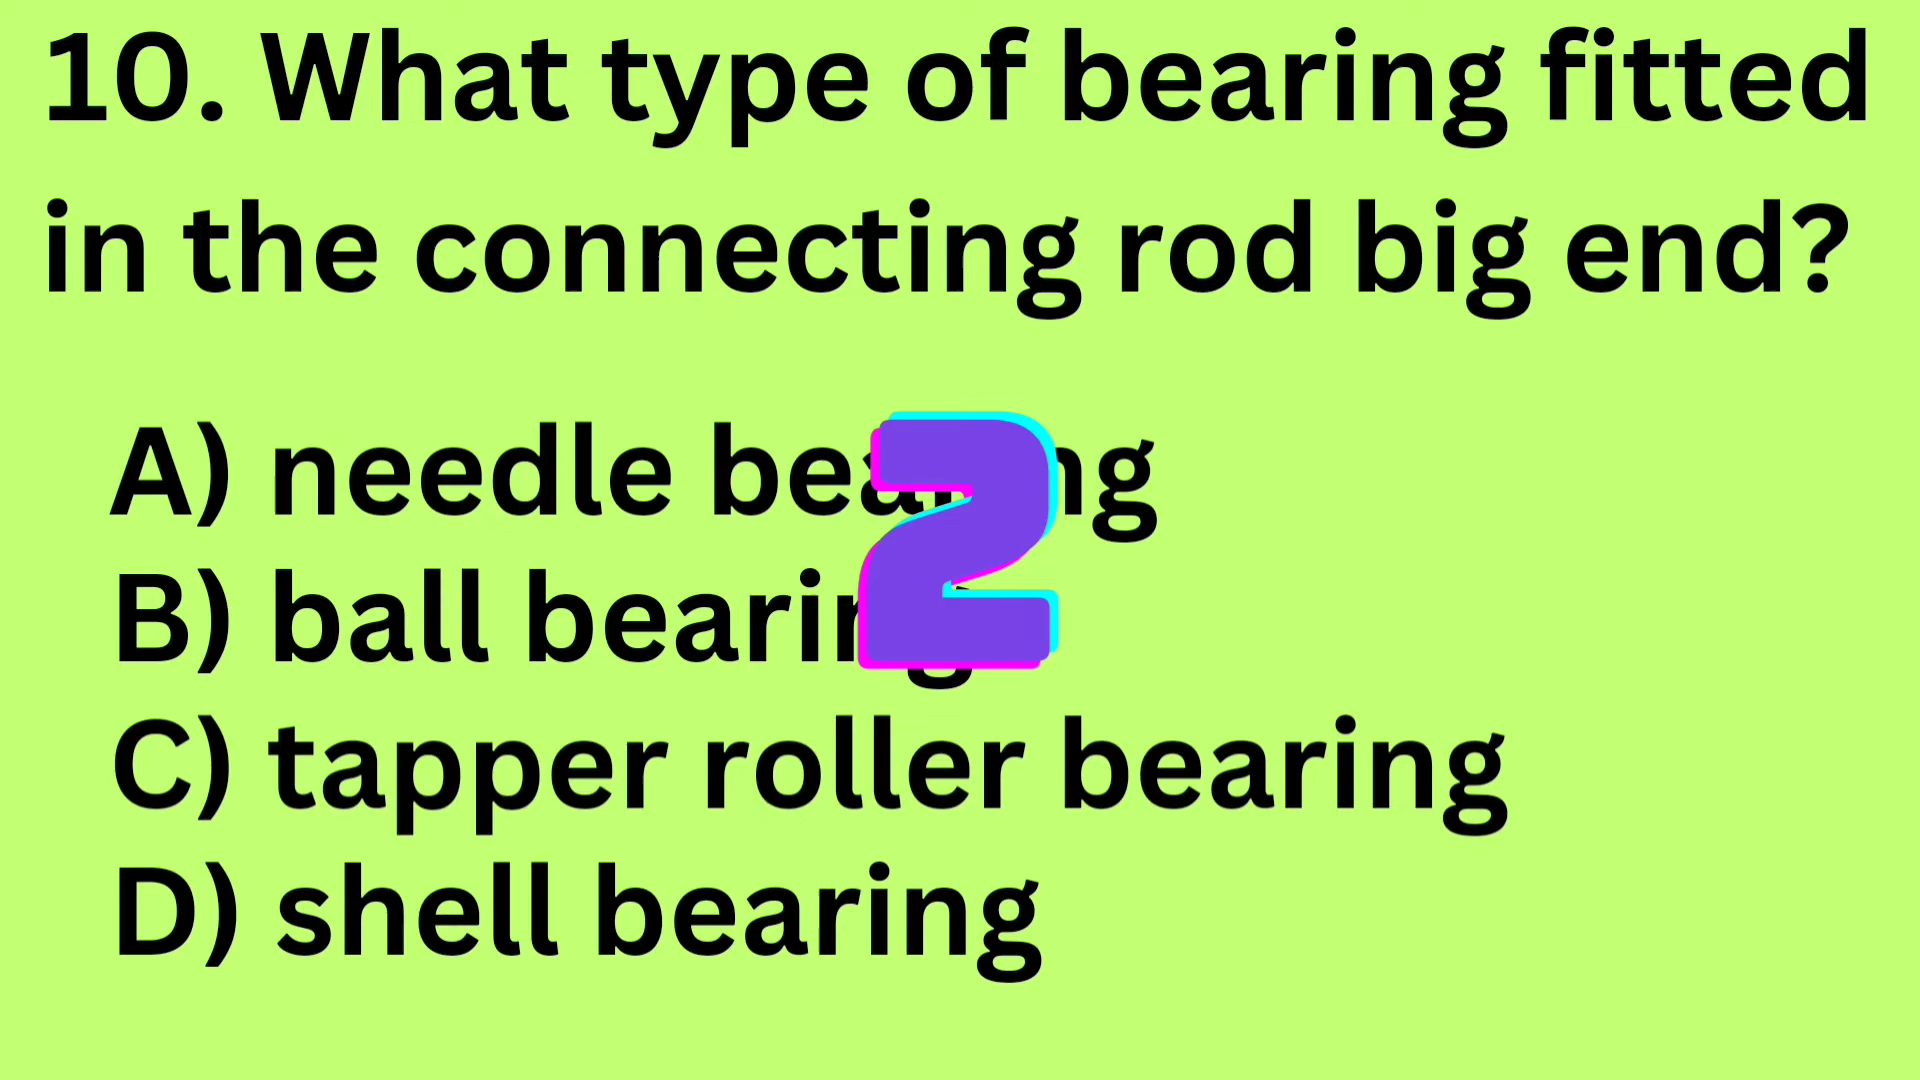 10. What type of bearing fitted
in the connecting rod big end?
A) needle bearing
B) ball bearing
C) tapper roller bearing
D) shell bearing
2